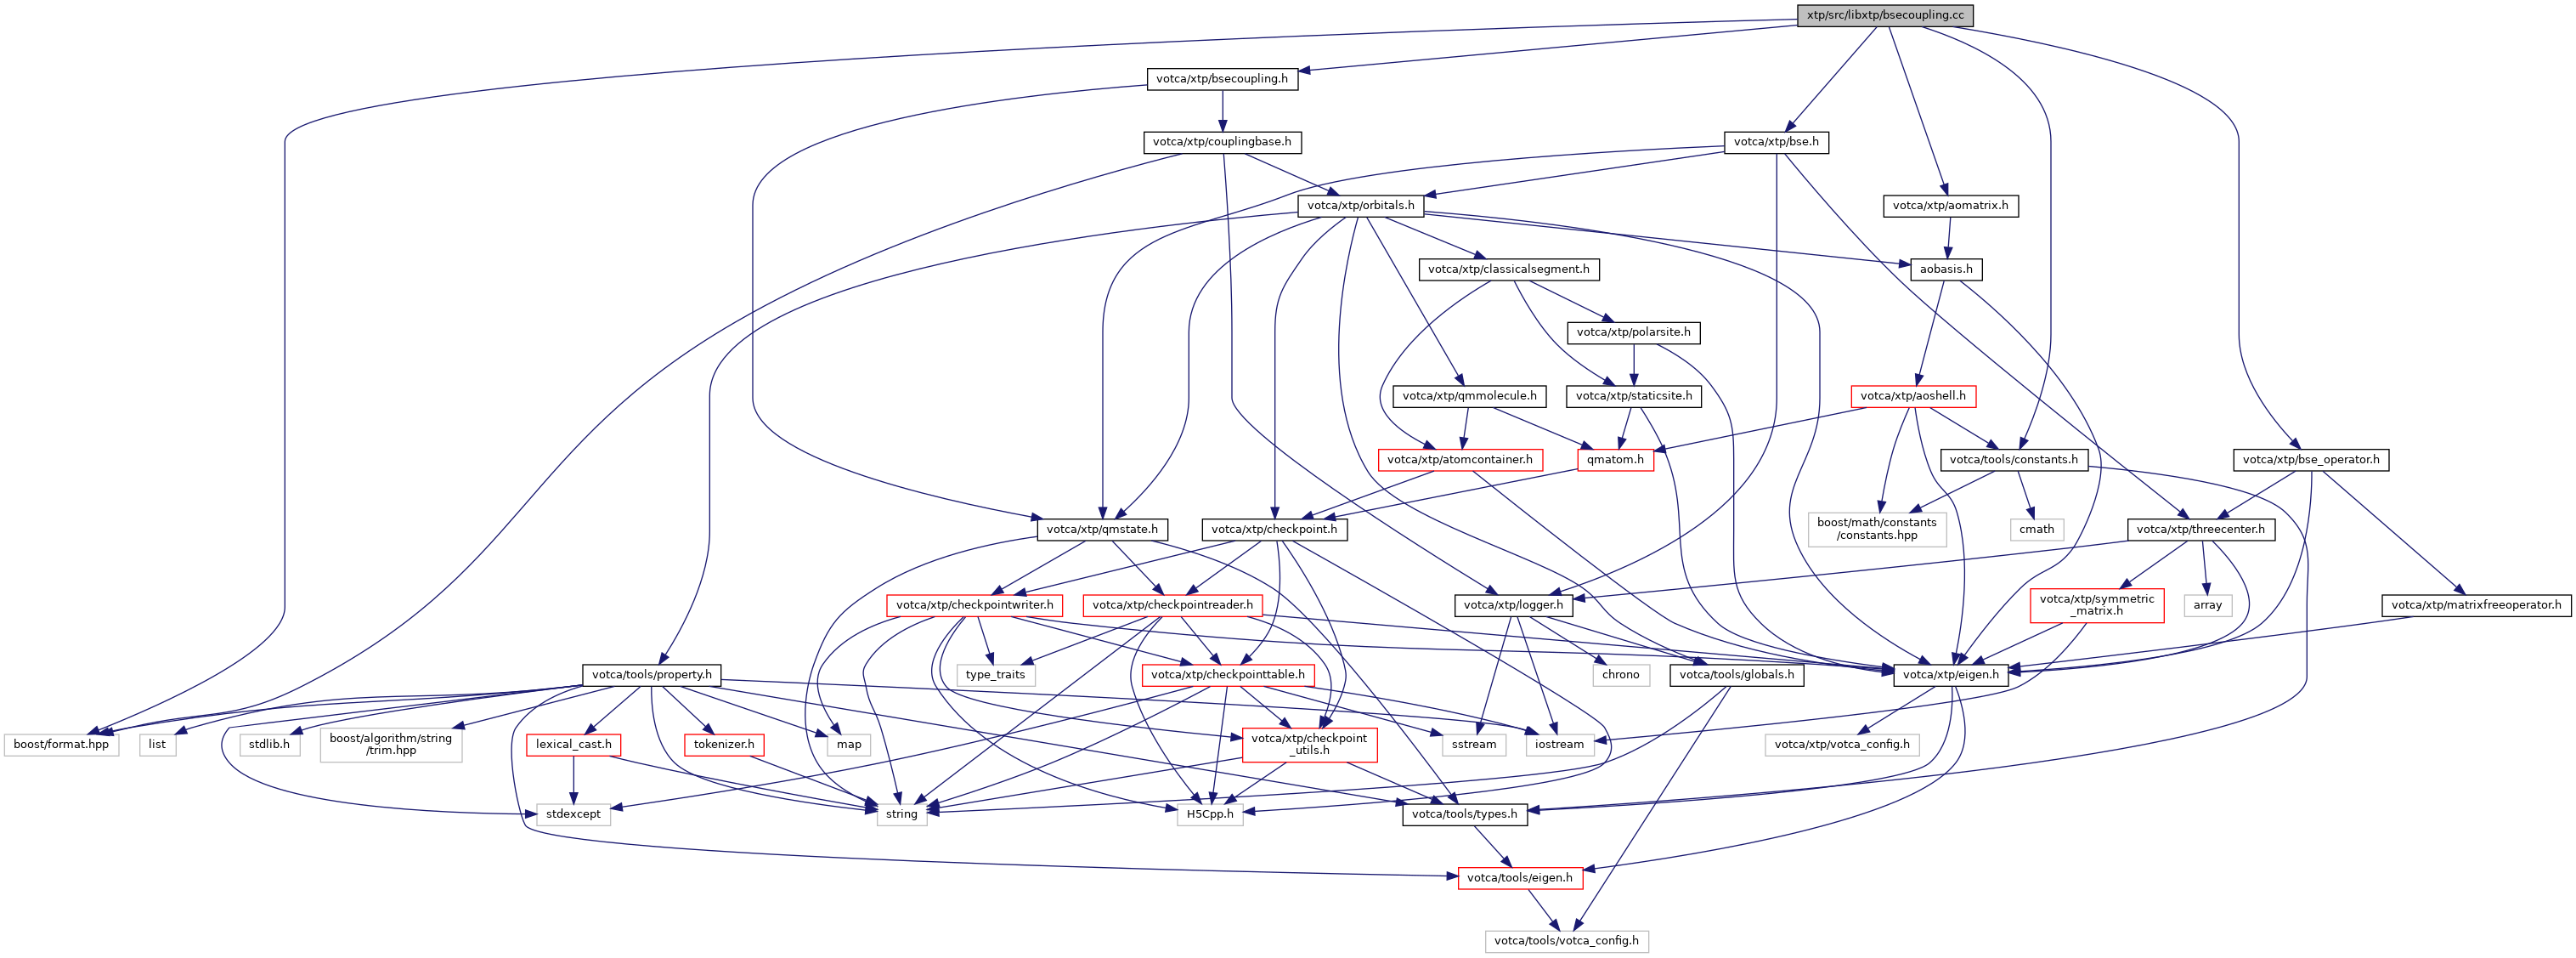 xtp/src/libxtp/bsecoupling.cc
votca/xtp/bsecoupling.h
votca/xtp/couplingbase.h
votca/xtp/bse.h
votca/xtp/orbitals.h
votca/xtp/aomatrix.h
votca/xtp/classicalsegment.h
aobasis.h
votca/xtp/polarsite.h
votca/xtp/qmmolecule.h
votca/xtp/staticsite.h
votca/xtp/aoshell.h
votca/xtp/atomcontainer.h
qmatom.h
votca/tools/constants.h
votca/xtp/bse_operator.h
votca/xtp/qmstate.h
votca/xtp/checkpoint.h
boost/math/constants
/constants.hpp
cmath
votca/xtp/threecenter.h
votca/xtp/checkpointwriter.h
votca/xtp/checkpointreader.h
votca/xtp/logger.h
votca/xtp/symmetric
_matrix.h
array
votca/xtp/matrixfreeoperator.h
votca/tools/property.h
type_traits
votca/xtp/checkpointtable.h
chrono
votca/tools/globals.h
votca/xtp/eigen.h
boost/format.hpp
list
stdlib.h
boost/algorithm/string
/trim.hpp
lexical_cast.h
tokenizer.h
map
votca/xtp/checkpoint
_utils.h
sstream
iostream
votca/xtp/votca_config.h
stdexcept
string
H5Cpp.h
votca/tools/types.h
votca/tools/eigen.h
votca/tools/votca_config.h